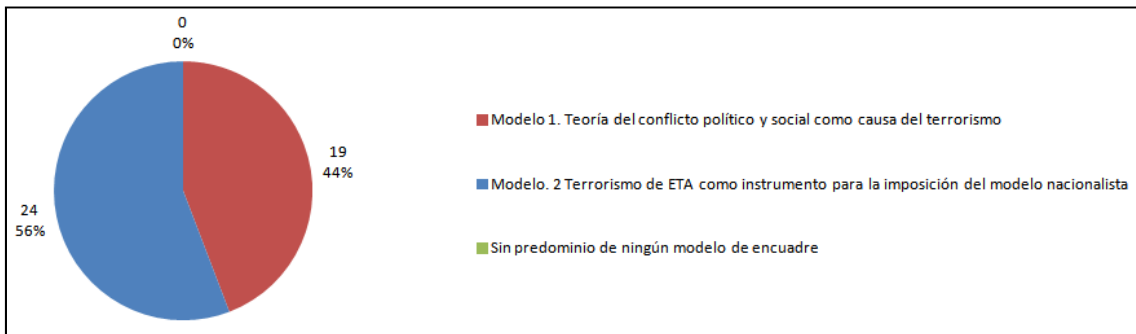 0
0%
19
44%
24
56%
Modelo 1. Teoría del conflicto político y social como causa del terrorismo
Modelo. 2 Terrorismo de ETA como instrumento para la imposición del modelo nacionalista
Sin predominio de ningún modelo de encuadre